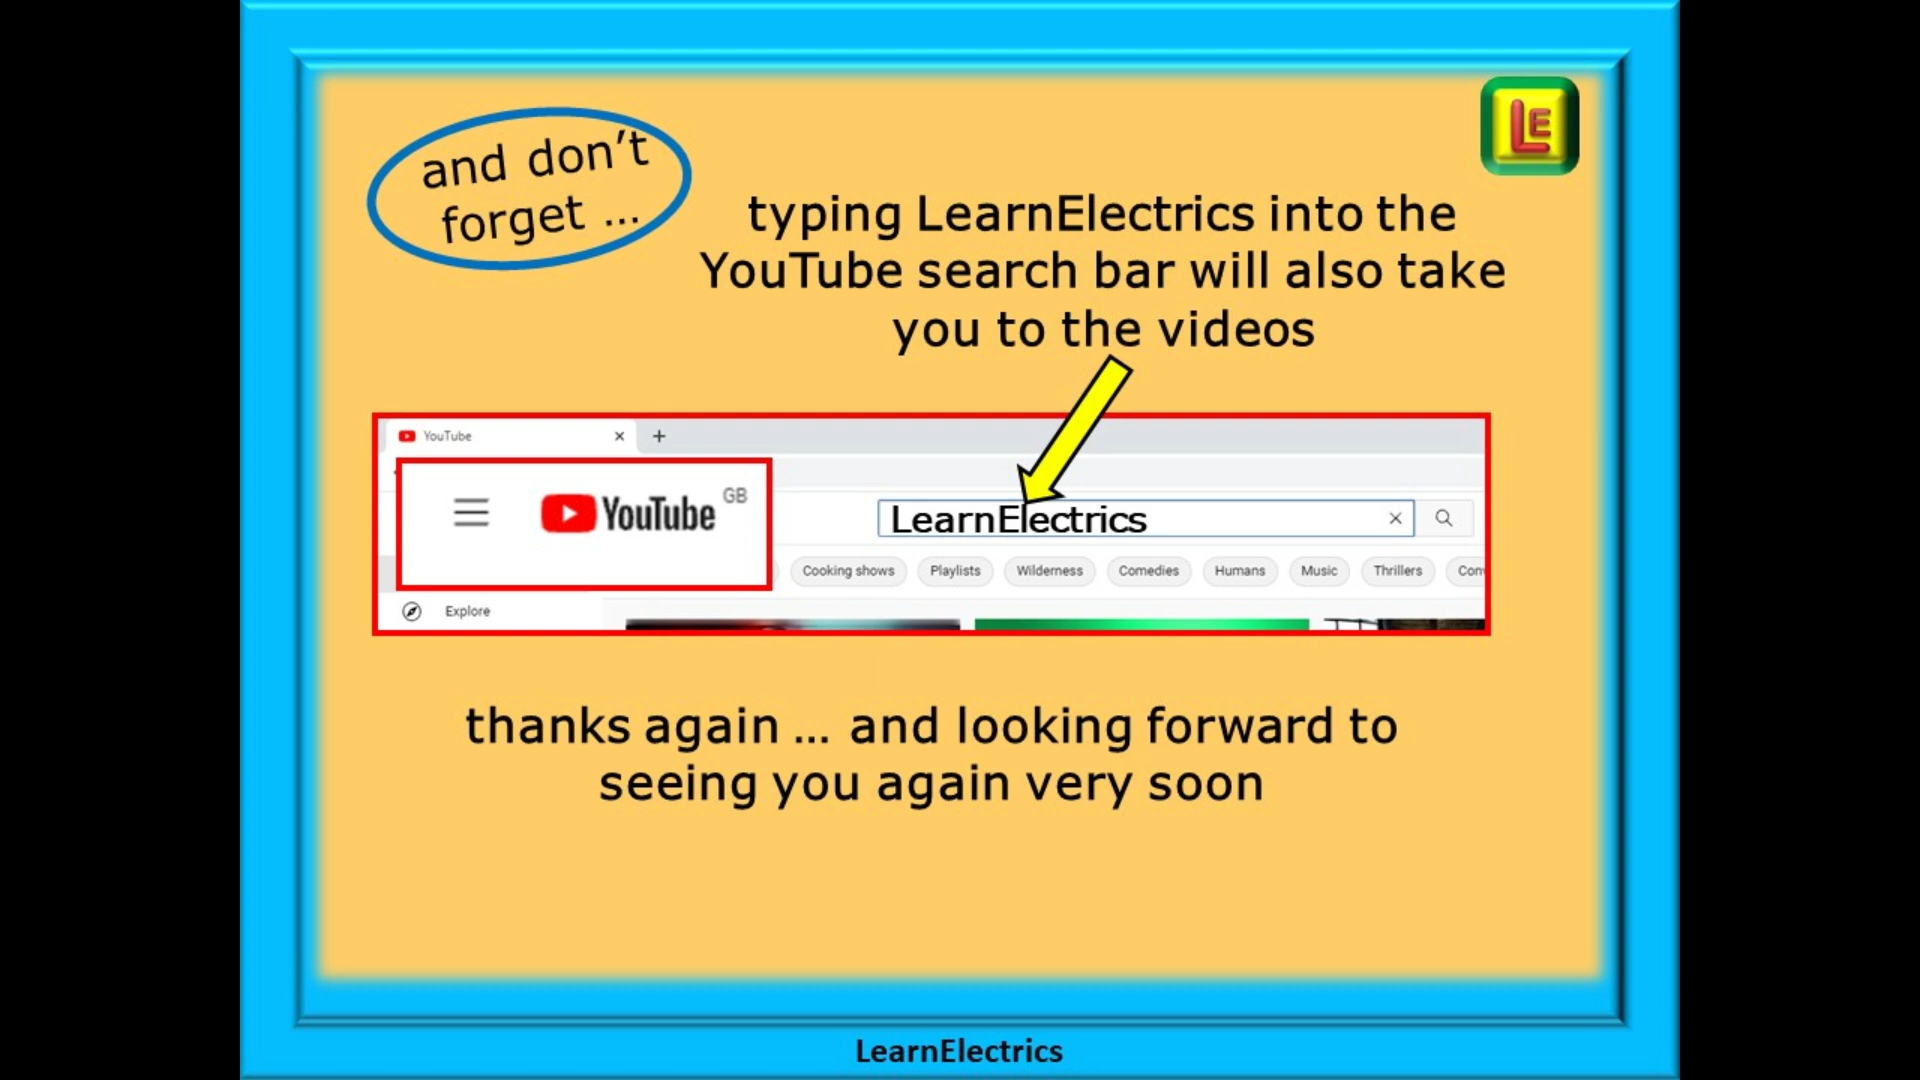 and don't
forget ...
LE
typing LearnElectrics into the
YouTube search bar will also take
you to the videos
YouTube
YouTube GB
LearnElectrics
Cooking shows
Playlists
Wilderness
Comedies
Humans
Music
Thrillers
Explore
thanks again ... and looking forward to
seeing you again very soon
LearnElectrics